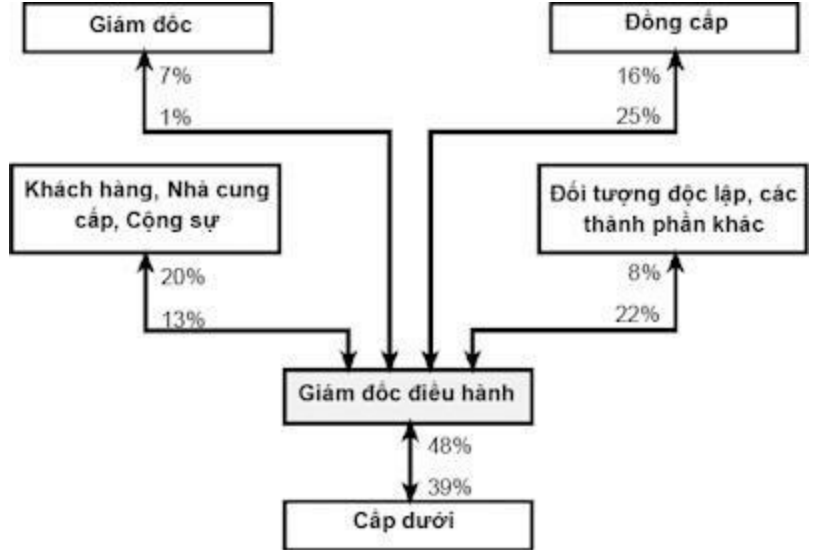 Giám đốc
Đồng cấp
7%
16%
1%
25%
Khách hàng, Nhà cung
cấp, Cộng sự
Đối tượng độc lập, các
thành phần khác
20%
8%
13%
22%
Giám đốc điều hành
48%
39%
Cấp dưới